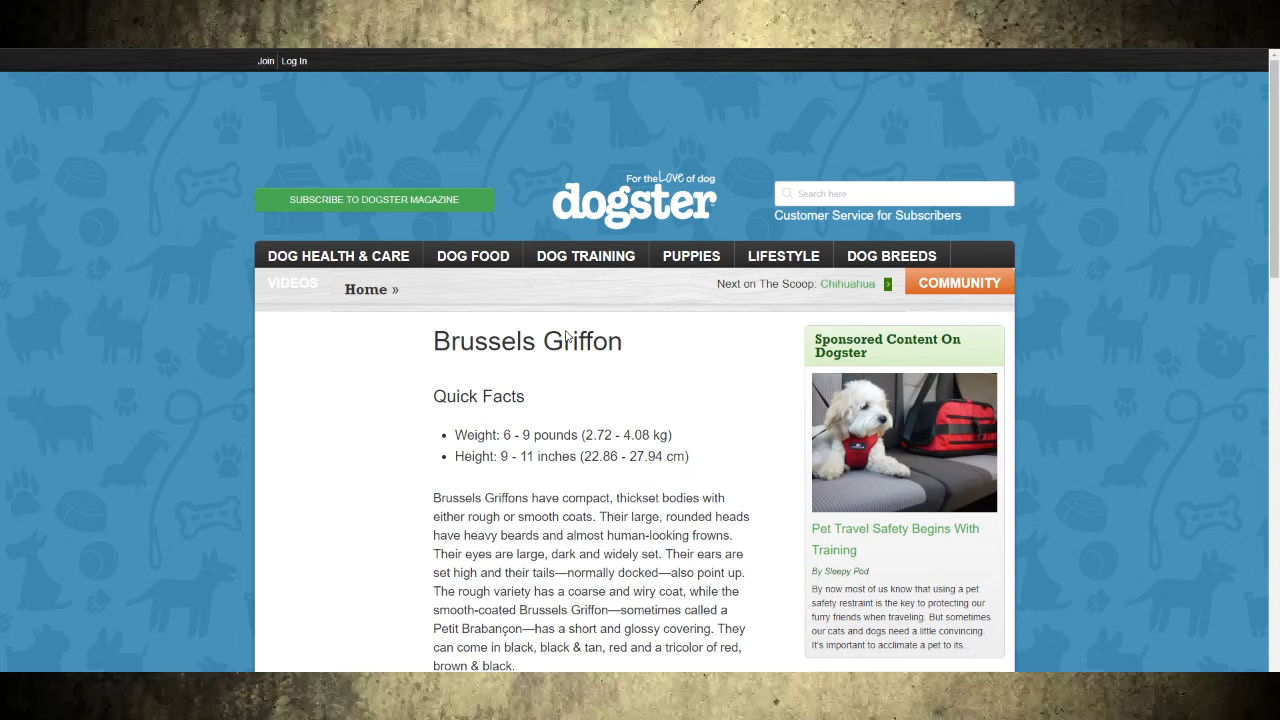 Join Log In
For the LOVE of dog
dogster
SUBSCRIBE TO DOGSTER MAGAZINE
Search here
Customer Service for Subscribers
DOG HEALTH & CARE DOG FOOD DOG TRAINING PUPPIES LIFESTYLE DOG BREEDS
VIDEOS Home » Next on The Scoop: Chihuahua COMMUNITY
Brussels Griffon
Quick Facts
• Weight: 6 - 9 pounds (2.72 - 4.08 kg)
• Height: 9 - 11 inches (22.86 - 27.94 cm)
Brussels Griffons have compact, thickset bodies with
either rough or smooth coats. Their large, rounded heads
have heavy beards and almost human-looking frowns.
Their eyes are large, dark and widely set. Their ears are
set high and their tails—normally docked—also point up.
The rough variety has a coarse and wiry coat, while the
smooth-coated Brussels Griffon—sometimes called a
Petit Brabançon—has a short and glossy covering. They
can come in black, black & tan, red and a tricolor of red,
brown & black.
Sponsored Content On
Dogster
Pet Travel Safety Begins With
Training
By Sleepy Pod
By now most of us know that using a pet
safety restraint is the key to protecting our
furry friends when traveling. But sometimes
our cats and dogs need a little convincing.
It's important to acclimate a pet to its...